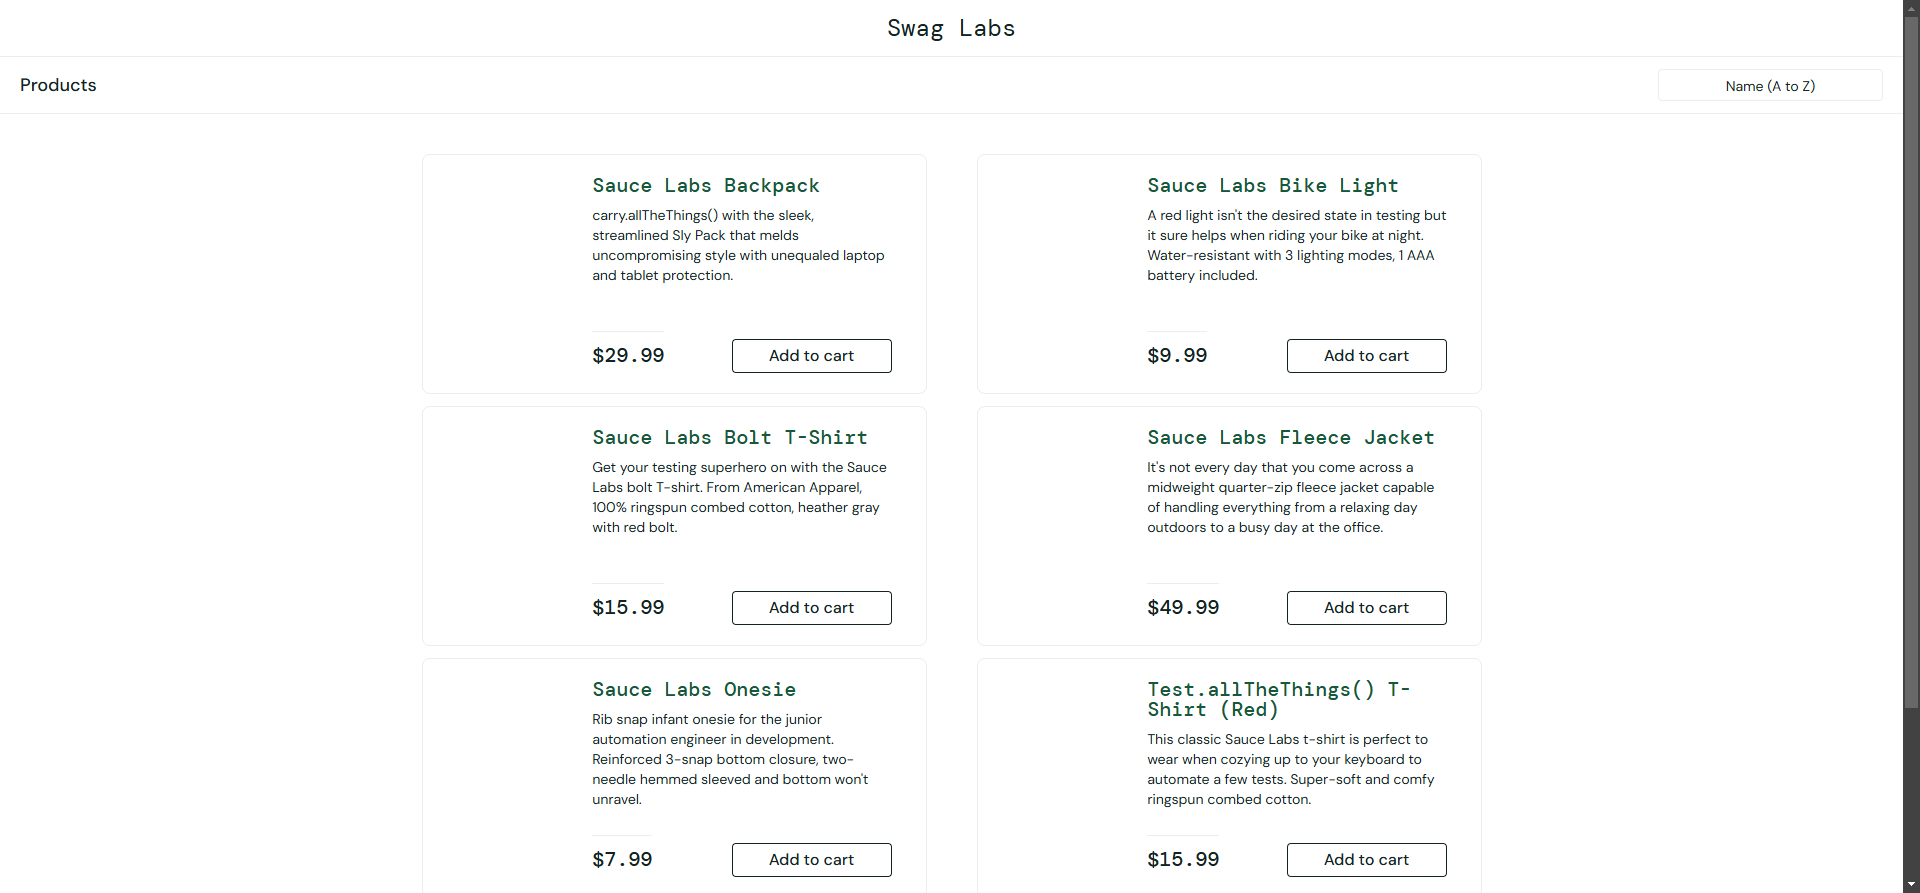 Swag Labs
Products
Name (A to Z)
Sauce Labs Backpack
carry.allTheThings() with the sleek,
streamlined Sly Pack that melds
uncompromising style with unequaled laptop
and tablet protection.
$29.99
Add to cart
Sauce Labs Bike Light
A red light isn't the desired state in testing but
it sure helps when riding your bike at night.
Water-resistant with 3 lighting modes, 1 AAA
battery included.
$9.99
Add to cart
Sauce Labs Bolt T-Shirt
Get your testing superhero on with the Sauce
Labs bolt T-shirt. From American Apparel,
100% ringspun combed cotton, heather gray
with red bolt.
$15.99
Add to cart
Sauce Labs Fleece Jacket
It's not every day that you come across a
midweight quarter-zip fleece jacket capable
of handling everything from a relaxing day
outdoors to a busy day at the office.
$49.99
Add to cart
Sauce Labs Onesie
Rib snap infant onesie for the junior
automation engineer in development.
Reinforced 3-snap bottom closure, two-
needle hemmed sleeved and bottom won't
unravel.
$7.99
Add to cart
Test.allTheThings() T-
Shirt (Red)
This classic Sauce Labs t-shirt is perfect to
wear when cozying up to your keyboard to
automate a few tests. Super-soft and comfy
ringspun combed cotton.
$15.99
Add to cart